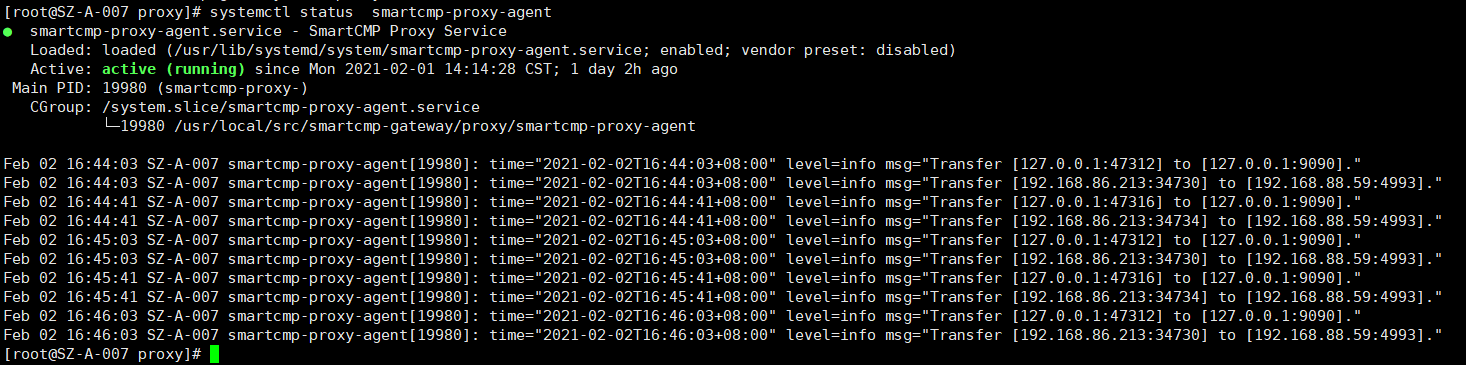 [root@SZ-A-007 proxy]# systemctl status  smartcmp-proxy-agent
● smartcmp-proxy-agent.service - SmartCMP Proxy Service
   Loaded: loaded (/usr/lib/systemd/system/smartcmp-proxy-agent.service; enabled; vendor preset: disabled)
   Active: active (running) since Mon 2021-02-01 14:14:28 CST; 1 day 2h ago
 Main PID: 19980 (smartcmp-proxy-)
   CGroup: /system.slice/smartcmp-proxy-agent.service
           └─19980 /usr/local/src/smartcmp-gateway/proxy/smartcmp-proxy-agent

Feb 02 16:44:03 SZ-A-007 smartcmp-proxy-agent[19980]: time="2021-02-02T16:44:03+08:00" level=info msg="Transfer [127.0.0.1:47312] to [127.0.0.1:9090]."
Feb 02 16:44:03 SZ-A-007 smartcmp-proxy-agent[19980]: time="2021-02-02T16:44:03+08:00" level=info msg="Transfer [192.168.86.213:34730] to [192.168.88.59:4993]."
Feb 02 16:44:41 SZ-A-007 smartcmp-proxy-agent[19980]: time="2021-02-02T16:44:41+08:00" level=info msg="Transfer [127.0.0.1:47316] to [127.0.0.1:9090]."
Feb 02 16:44:41 SZ-A-007 smartcmp-proxy-agent[19980]: time="2021-02-02T16:44:41+08:00" level=info msg="Transfer [192.168.86.213:34734] to [192.168.88.59:4993]."
Feb 02 16:45:03 SZ-A-007 smartcmp-proxy-agent[19980]: time="2021-02-02T16:45:03+08:00" level=info msg="Transfer [127.0.0.1:47312] to [127.0.0.1:9090]."
Feb 02 16:45:03 SZ-A-007 smartcmp-proxy-agent[19980]: time="2021-02-02T16:45:03+08:00" level=info msg="Transfer [192.168.86.213:34730] to [192.168.88.59:4993]."
Feb 02 16:45:41 SZ-A-007 smartcmp-proxy-agent[19980]: time="2021-02-02T16:45:41+08:00" level=info msg="Transfer [127.0.0.1:47316] to [127.0.0.1:9090]."
Feb 02 16:45:41 SZ-A-007 smartcmp-proxy-agent[19980]: time="2021-02-02T16:45:41+08:00" level=info msg="Transfer [192.168.86.213:34734] to [192.168.88.59:4993]."
Feb 02 16:46:03 SZ-A-007 smartcmp-proxy-agent[19980]: time="2021-02-02T16:46:03+08:00" level=info msg="Transfer [127.0.0.1:47312] to [127.0.0.1:9090]."
Feb 02 16:46:03 SZ-A-007 smartcmp-proxy-agent[19980]: time="2021-02-02T16:46:03+08:00" level=info msg="Transfer [192.168.86.213:34730] to [192.168.88.59:4993]."
[root@SZ-A-007 proxy]#